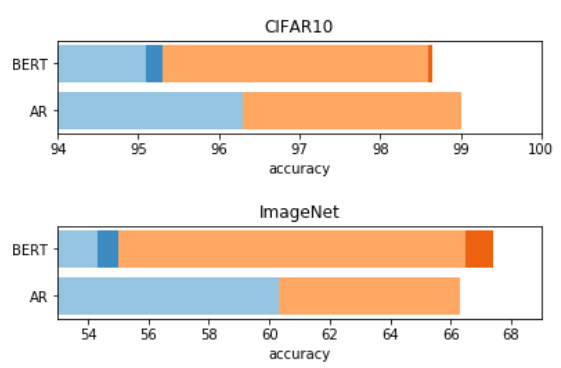 CIFAR10
BERT
AR
94 95 96 97 98 99 100
accuracy
ImageNet
BERT
AR
54 56 58 60 62 64 66 68
accuracy